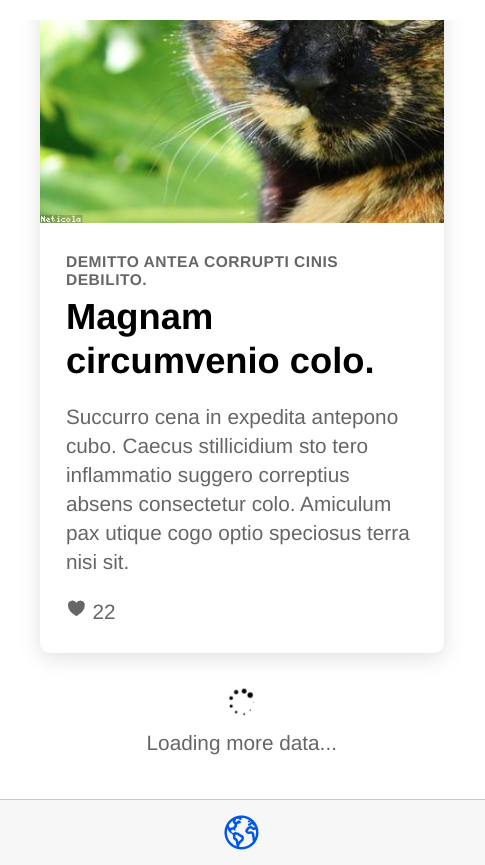 Neticola
DEMITTO ANTEA CORRUPTI CINIS
DEBILITO.
Magnam
circumvenio colo.
Succurro cena in expedita antepono
cubo. Caecus stillicidium sto tero
inflammatio suggero correptius
absens consectetur colo. Amiculum
pax utique cogo optio speciosus terra
nisi sit.
22
Loading more data...